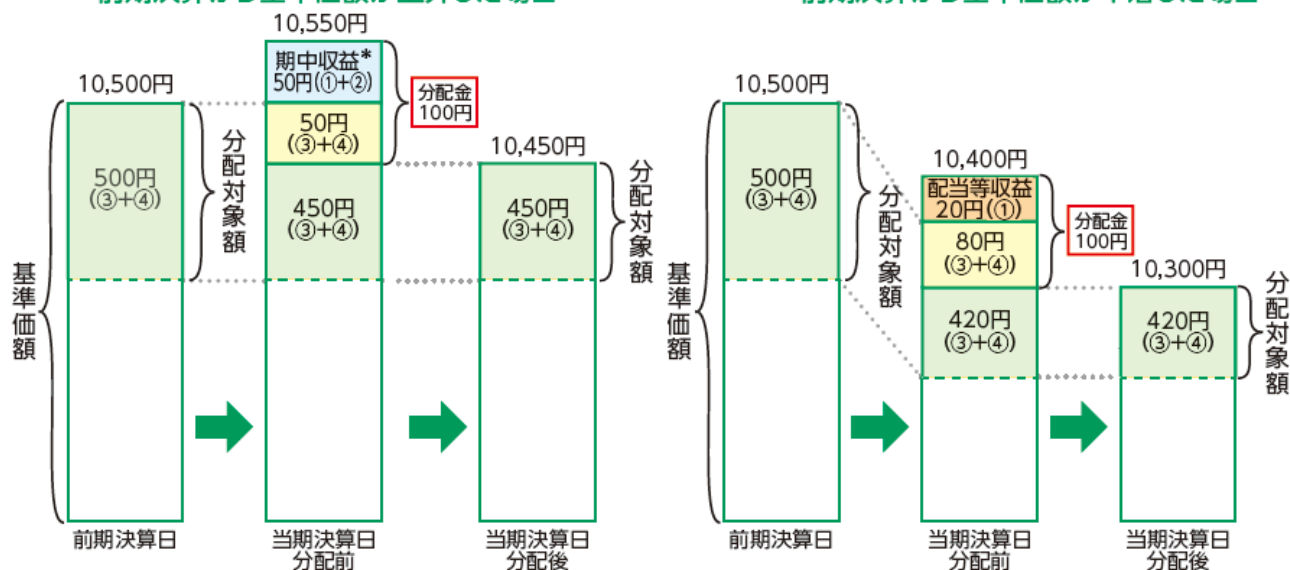 10,550円
期中収益*
50円(①+②)
10,500円
分配金
100円
50円
(③+④)
分配対象額
10,450円
500円
(③+④)
450円
(③+④)
450円
(③+④)
分配対象額
基準価額
前期決算日
当期決算日
分配前
当期決算日
分配後
10,500円
10,400円
500円
(③+④)
配当等収益
20円(①)
分配対象額
分配金
100円
80円
(③+④)
10,300円
420円
(③+④)
420円
(③+④)
分配対象額
基準価額
前期決算日
当期決算日
分配前
当期決算日
分配後